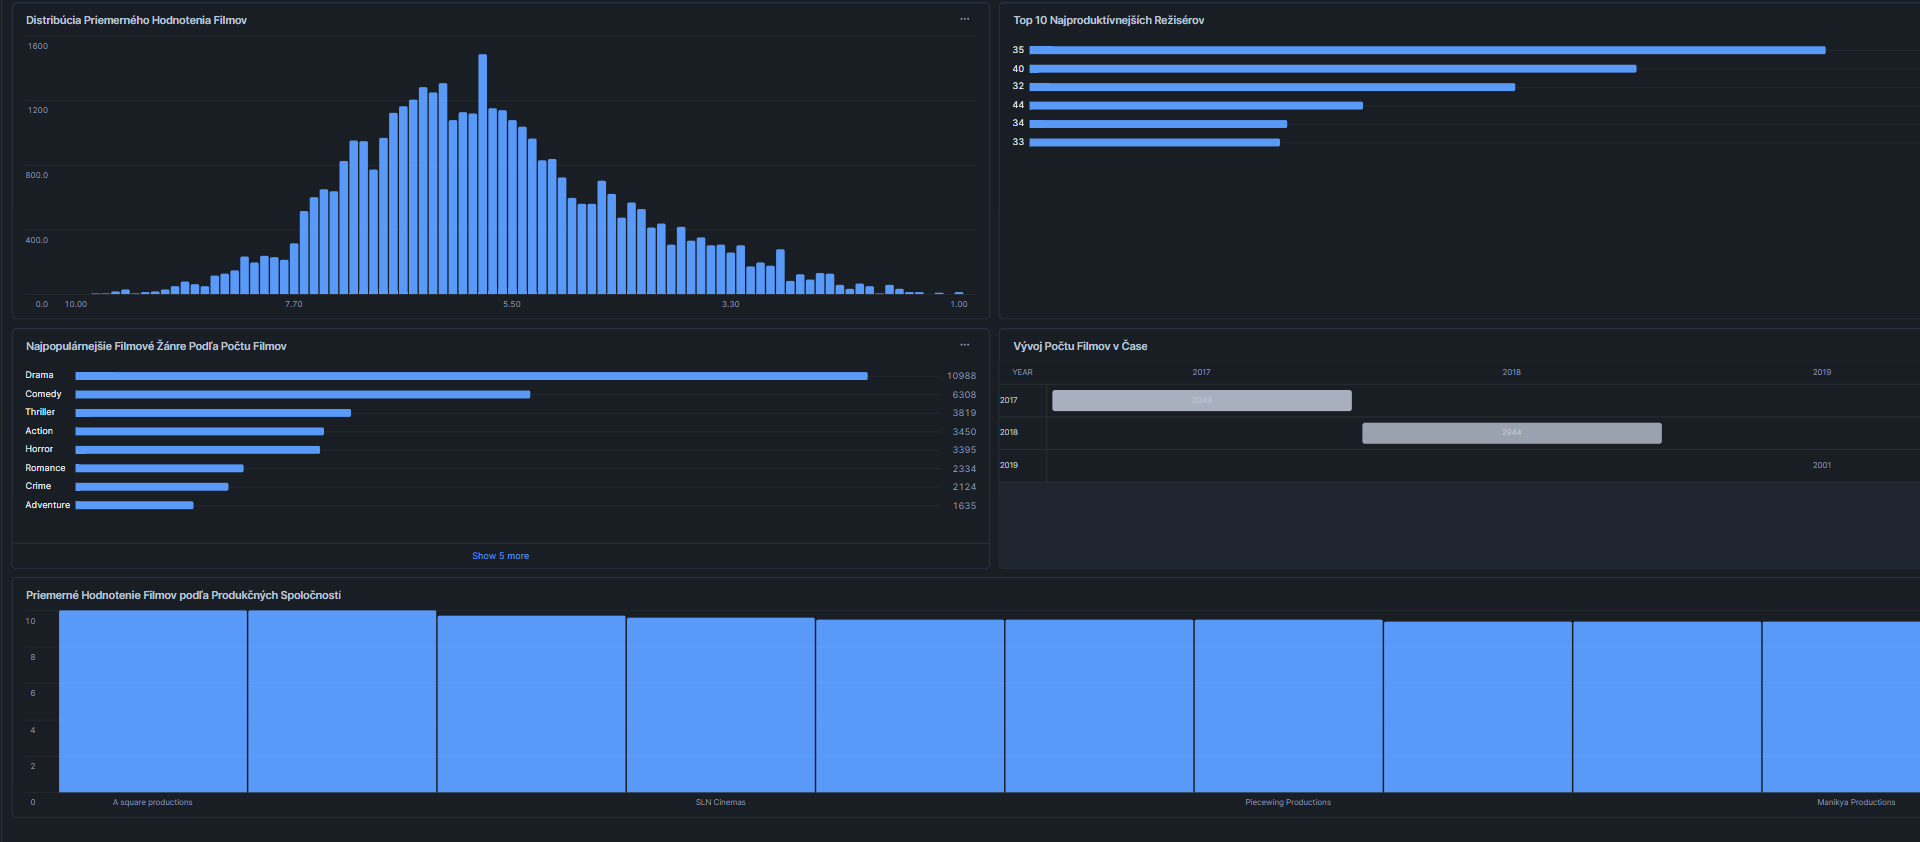 Distribúcia Priemerného Hodnotenia Filmov
...
1600
1200
800.0
400.0
0.0
10.00 7.70 5.50 3.30 1.00
Top 10 Najproduktívnejších Režisérov
35
40
32
44
34
33
Najpopulárnejšie Filmové Žánre Podľa Počtu Filmov
...
Drama 10988
Comedy 6308
Thriller 3819
Action 3450
Horror 3395
Romance 2334
Crime 2124
Adventure 1635
Show 5 more
Vývoj Počtu Filmov v Čase
YEAR 2017 2018 2019
2017 3049
2018 2944
2019 2001
Priemerné Hodnotenie Filmov podľa Produkčných Spoločností
10
8
6
4
2
0
A square productions SLN Cinemas Piecewing Productions Manikya Productions